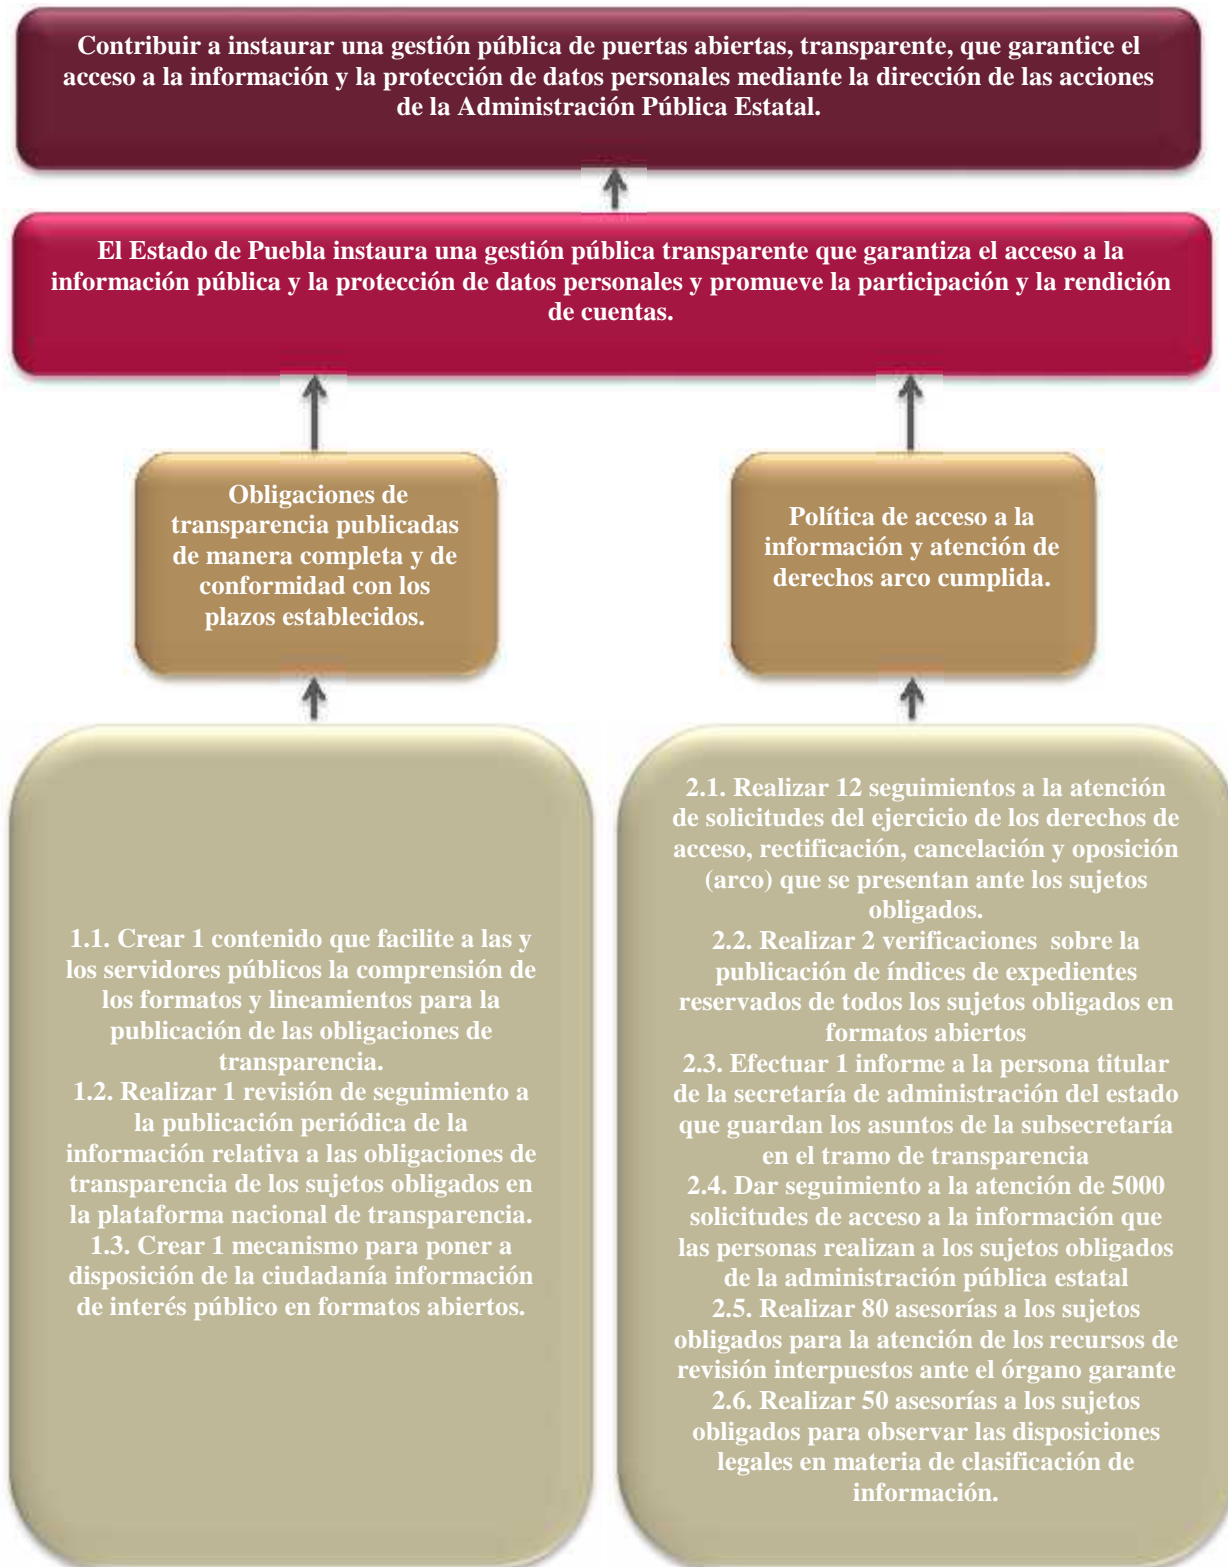 Contribuir a instaurar una gestión pública de puertas abiertas, transparente, que garantice el
acceso a la información y la protección de datos personales mediante la dirección de las acciones
de la Administración Pública Estatal.
El Estado de Puebla instaura una gestión pública transparente que garantiza el acceso a la
información pública y la protección de datos personales y promueve la participación y la rendición
de cuentas.
Obligaciones de
transparencia publicadas
de manera completa y de
conformidad con los
plazos establecidos.
Política de acceso a la
información y atención de
derechos arco cumplida.
1.1. Crear 1 contenido que facilite a las y
los servidores públicos la comprensión de
los formatos y lineamientos para la
publicación de las obligaciones de
transparencia.
1.2. Realizar 1 revisión de seguimiento a
la publicación periódica de la
información relativa a las obligaciones de
transparencia de los sujetos obligados en
la plataforma nacional de transparencia.
1.3. Crear 1 mecanismo para poner a
disposición de la ciudadanía información
de interés público en formatos abiertos.
2.1. Realizar 12 seguimientos a la atención
de solicitudes del ejercicio de los derechos de
acceso, rectificación, cancelación y oposición
(arco) que se presentan ante los sujetos
obligados.
2.2. Realizar 2 verificaciones sobre la
publicación de índices de expedientes
reservados de todos los sujetos obligados en
formatos abiertos
2.3. Efectuar 1 informe a la persona titular
de la secretaría de administración del estado
que guardan los asuntos de la subsecretaría
en el tramo de transparencia
2.4. Dar seguimiento a la atención de 5000
solicitudes de acceso a la información que
las personas realizan a los sujetos obligados
de la administración pública estatal
2.5. Realizar 80 asesorías a los sujetos
obligados para la atención de los recursos de
revisión interpuestos ante el órgano garante
2.6. Realizar 50 asesorías a los sujetos
obligados para observar las disposiciones
legales en materia de clasificación de
información.